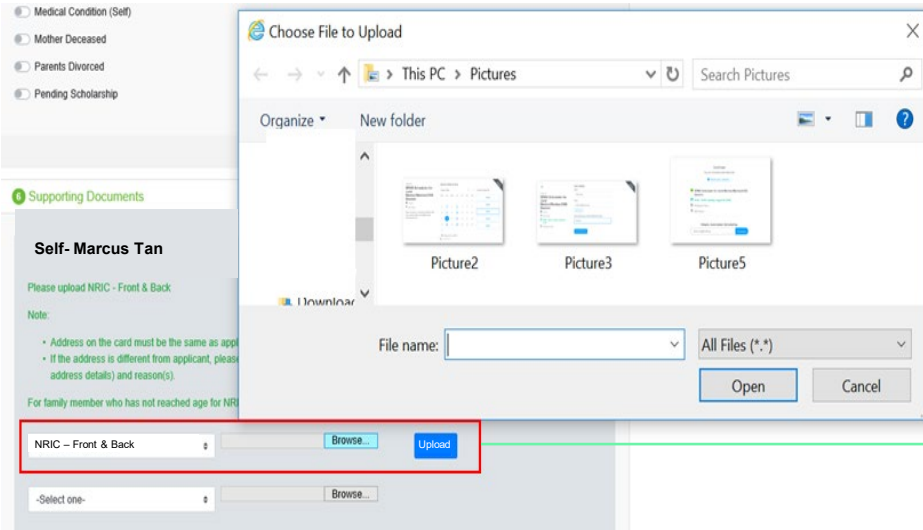 Medical Condition (Self)
Mother Deceased
Parents Divorced
Pending Scholarship
6 Supporting Documents
Self- Marcus Tan
Please upload NRIC - Front & Back
Note:
• Address on the card must be the same as
• If the address is different from applicant,
address details) and reason(s).
For family member who has not reached age for
NRIC – Front & Back
Browse...
Upload
-Select one-
Browse...
Choose File to Upload
This PC > Pictures
Search Pictures
Organize
New folder
Picture2
Picture3
Picture5
File name:
All Files (*.*)
Open
Cancel